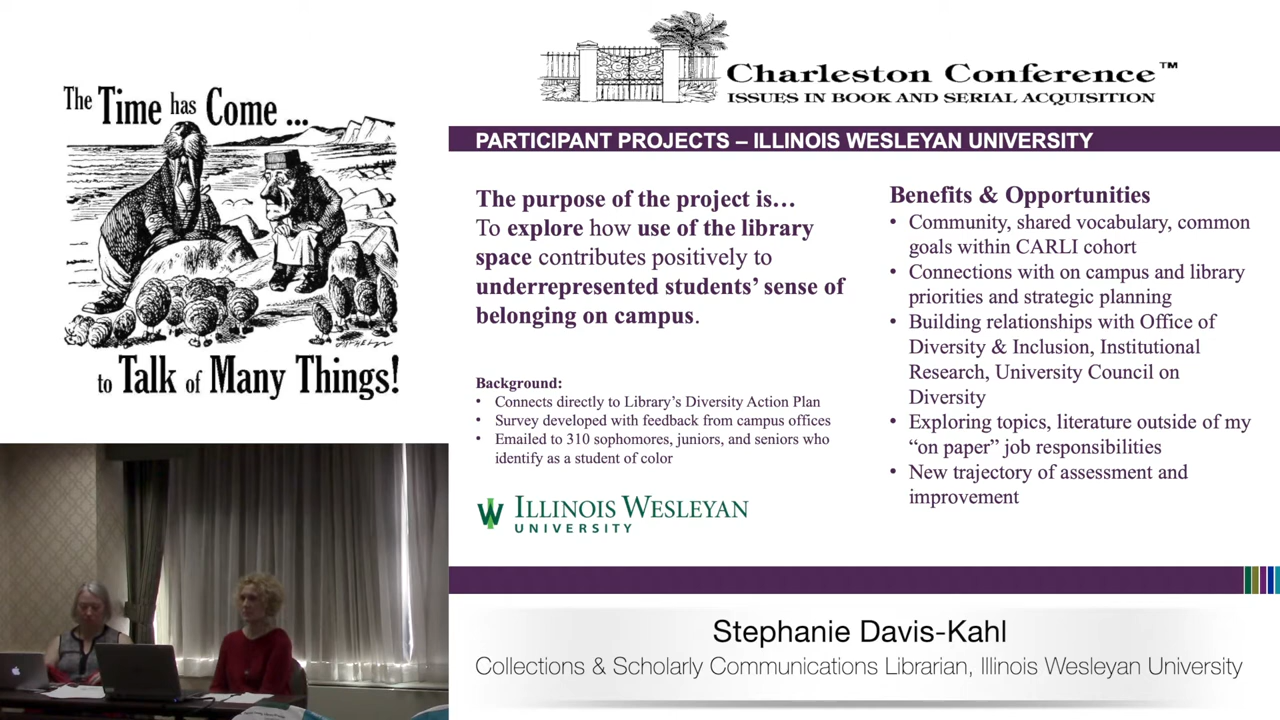 The Time has Come ...
to Talk of Many Things!
Charleston Conference™
ISSUES IN BOOK AND SERIAL ACQUISITION
PARTICIPANT PROJECTS – ILLINOIS WESLEYAN UNIVERSITY
The purpose of the project is…
To explore how use of the library
space contributes positively to
underrepresented students’ sense of
belonging on campus.
Background:
• Connects directly to Library’s Diversity Action Plan
• Survey developed with feedback from campus offices
• Emailed to 310 sophomores, juniors, and seniors who
identify as a student of color
ILLINOIS WESLEYAN
UNIVERSITY
Benefits & Opportunities
• Community, shared vocabulary, common
goals within CARLI cohort
• Connections with on campus and library
priorities and strategic planning
• Building relationships with Office of
Diversity & Inclusion, Institutional
Research, University Council on
Diversity
• Exploring topics, literature outside of my
“on paper” job responsibilities
• New trajectory of assessment and
improvement
Stephanie Davis-Kahl
Collections & Scholarly Communications Librarian, Illinois Wesleyan University